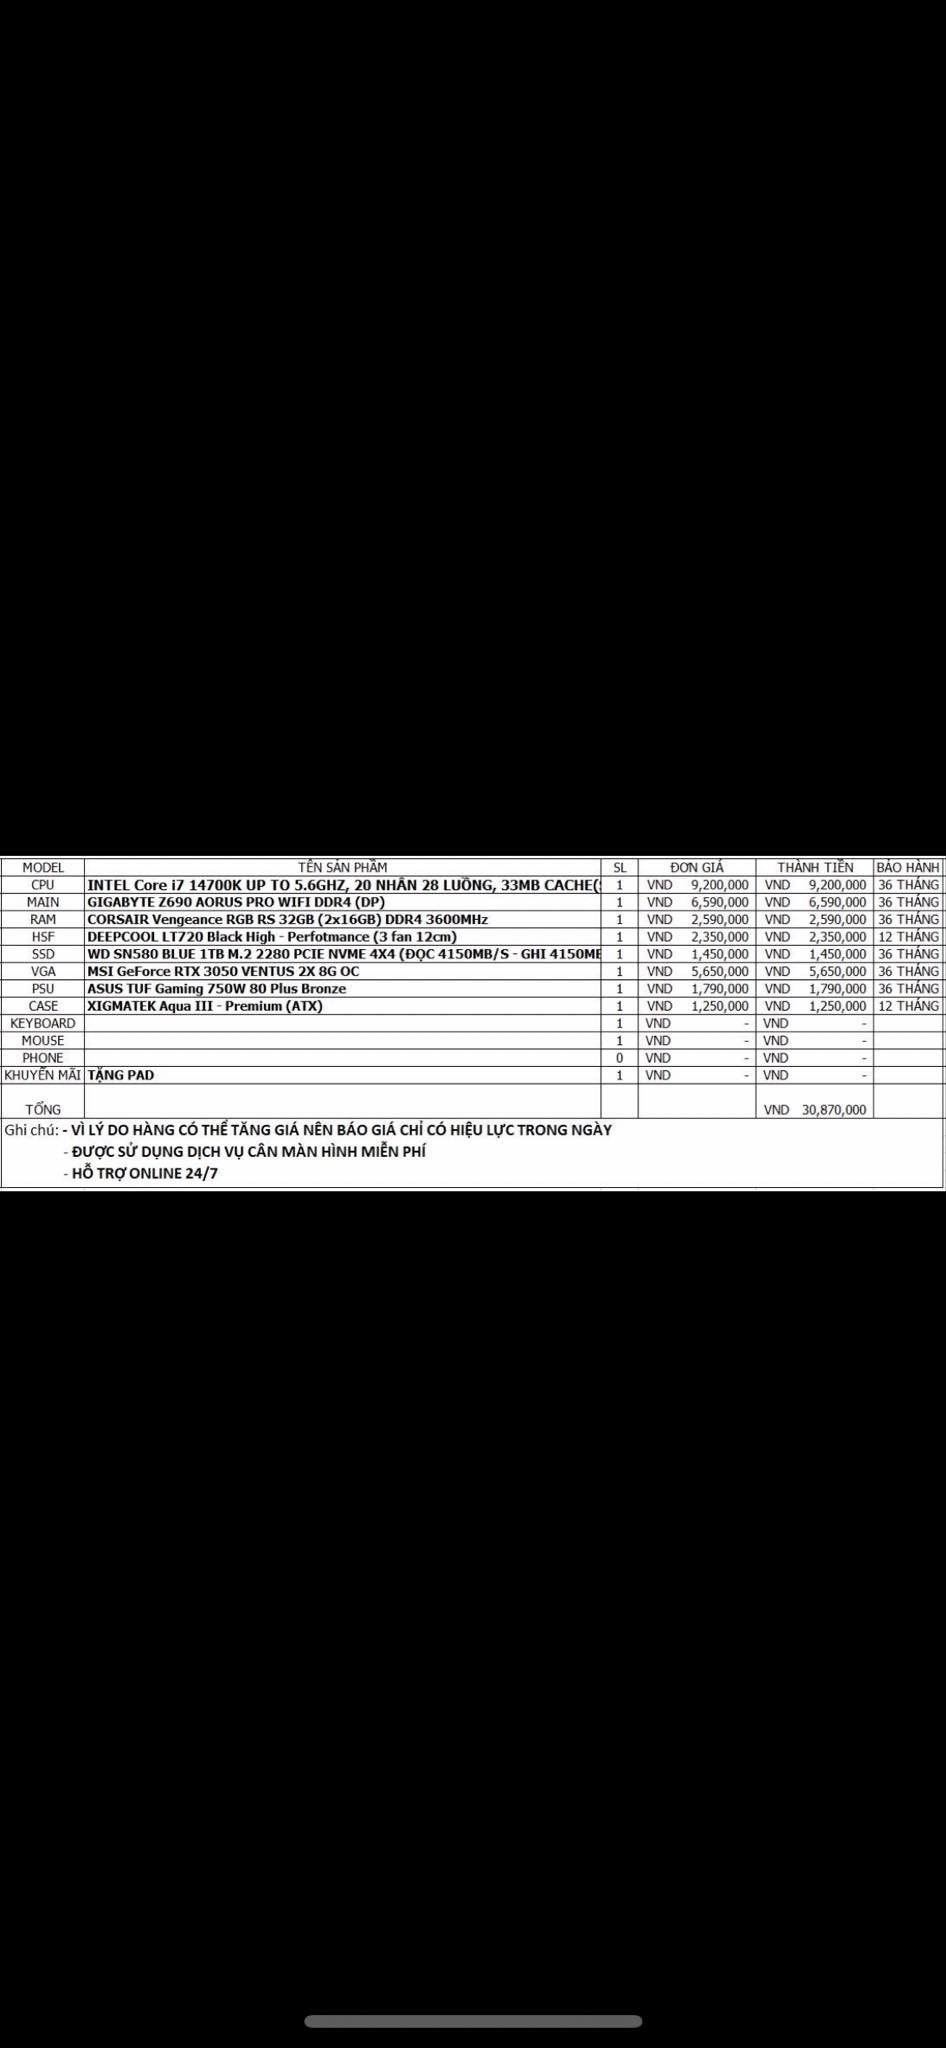 MODEL TÊN SẢN PHẨM SL ĐƠN GIÁ THÀNH TIỀN BẢO HÀNH
CPU INTEL Core i7 14700K UP TO 5.6GHZ, 20 NHÂN 28 LUỒNG, 33MB CACHE( 1 VND 9,200,000 VND 9,200,000 36 THÁNG
MAIN GIGABYTE Z690 AORUS PRO WIFI DDR4 (DP) 1 VND 6,590,000 VND 6,590,000 36 THÁNG
RAM CORSAIR Vengeance RGB RS 32GB (2x16GB) DDR4 3600MHz 1 VND 2,590,000 VND 2,590,000 36 THÁNG
HSF DEEPCOOL LT720 Black High - Perfotmance (3 fan 12cm) 1 VND 2,350,000 VND 2,350,000 12 THÁNG
SSD WD SN580 BLUE 1TB M.2 2280 PCIE NVME 4X4 (ĐỌC 4150MB/S - GHI 4150MB 1 VND 1,450,000 VND 1,450,000 36 THÁNG
VGA MSI GeForce RTX 3050 VENTUS 2X 8G OC 1 VND 5,650,000 VND 5,650,000 36 THÁNG
PSU ASUS TUF Gaming 750W 80 Plus Bronze 1 VND 1,790,000 VND 1,790,000 36 THÁNG
CASE XIGMATEK Aqua III - Premium (ATX) 1 VND 1,250,000 VND 1,250,000 12 THÁNG
KEYBOARD 1 VND - VND -
MOUSE 1 VND - VND -
PHONE 0 VND - VND -
KHUYẾN MÃI TẶNG PAD 1 VND - VND -
TỔNG VND 30,870,000
Ghi chú: - VÌ LÝ DO HÀNG CÓ THỂ TĂNG GIÁ NÊN BÁO GIÁ CHỈ CÓ HIỆU LỰC TRONG NGÀY
- ĐƯỢC SỬ DỤNG DỊCH VỤ CÂN MÀN HÌNH MIỄN PHÍ
- HỖ TRỢ ONLINE 24/7